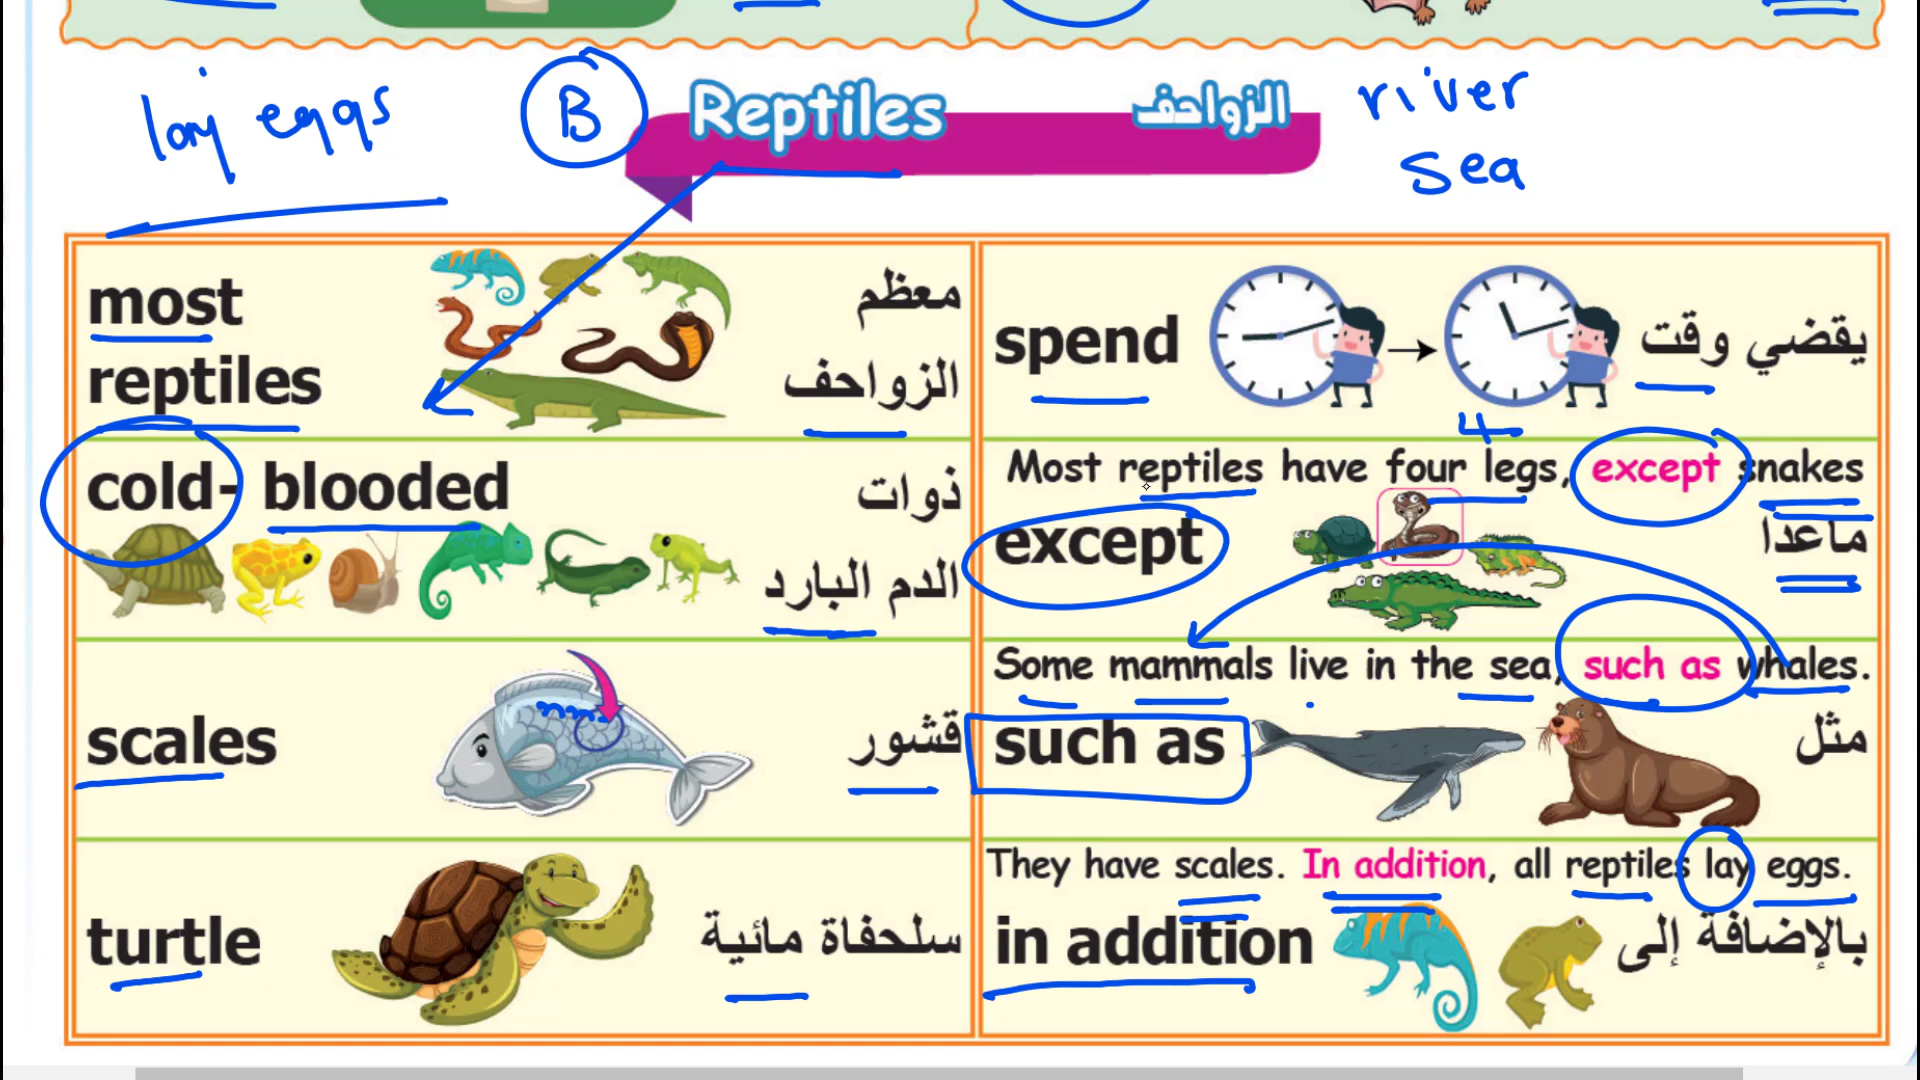 lay eggs
B
Reptiles الزواحف
river
sea
most
reptiles
معظم
الزواحف
spend
يقضي وقت
cold- blooded
ذوات
الدم البارد
4
Most reptiles have four legs, except snakes
except
ماعدا
scales
قشور
Some mammals live in the sea, such as whales.
such as
مثل
turtle
سلحفاة مائية
They have scales. In addition, all reptiles lay eggs.
in addition
بالإضافة إلى